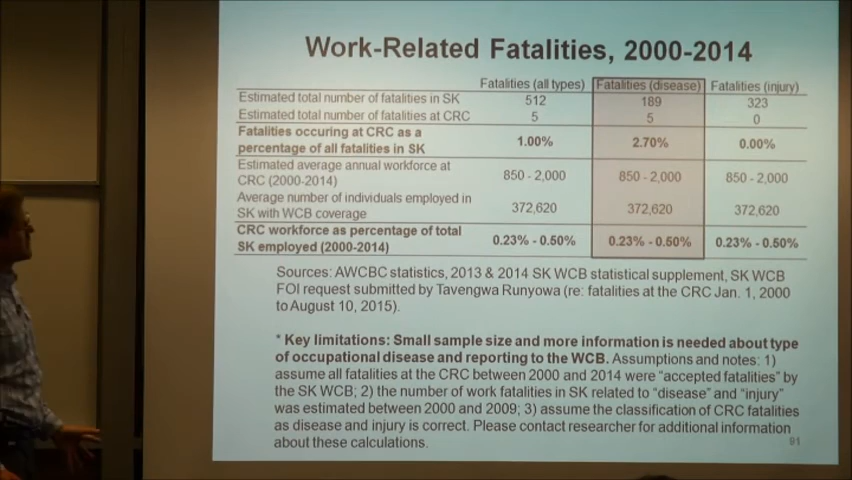 Work-Related Fatalities, 2000-2014
Fatalities (all types) Fatalities (disease) Fatalities (injury)
Estimated total number of fatalities in SK 512 189 323
Estimated total number of fatalities at CRC 5 5 0
Fatalities occuring at CRC as a
percentage of all fatalities in SK 1.00% 2.70% 0.00%
Estimated average annual workforce at
CRC (2000-2014) 850 - 2,000 850 - 2,000 850 - 2,000
Average number of individuals employed in
SK with WCB coverage 372,620 372,620 372,620
CRC workforce as percentage of total
SK employed (2000-2014) 0.23% - 0.50% 0.23% - 0.50% 0.23% - 0.50%
Sources: AWCBC statistics, 2013 & 2014 SK WCB statistical supplement, SK WCB
FOI request submitted by Tavengwa Runyowa (re: fatalities at the CRC Jan. 1, 2000
to August 10, 2015).
* Key limitations: Small sample size and more information is needed about type
of occupational disease and reporting to the WCB. Assumptions and notes: 1)
assume all fatalities at the CRC between 2000 and 2014 were “accepted fatalities” by
the SK WCB; 2) the number of work fatalities in SK related to “disease” and “injury”
was estimated between 2000 and 2009; 3) assume the classification of CRC fatalities
as disease and injury is correct. Please contact researcher for additional information
about these calculations.
91